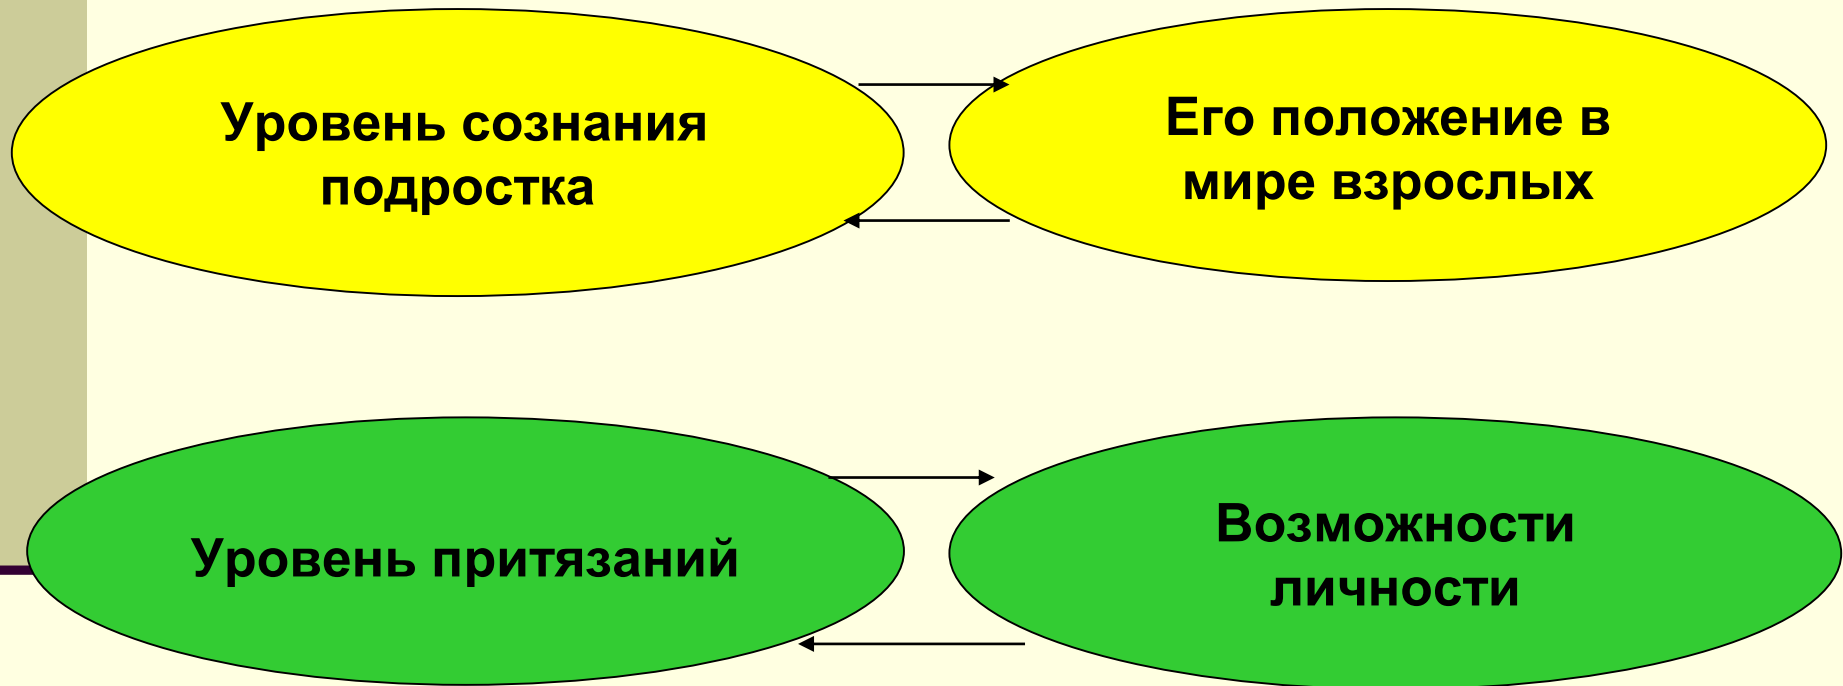 Уровень сознания
подростка
Его положение в
мире взрослых
Уровень притязаний
Возможности
личности